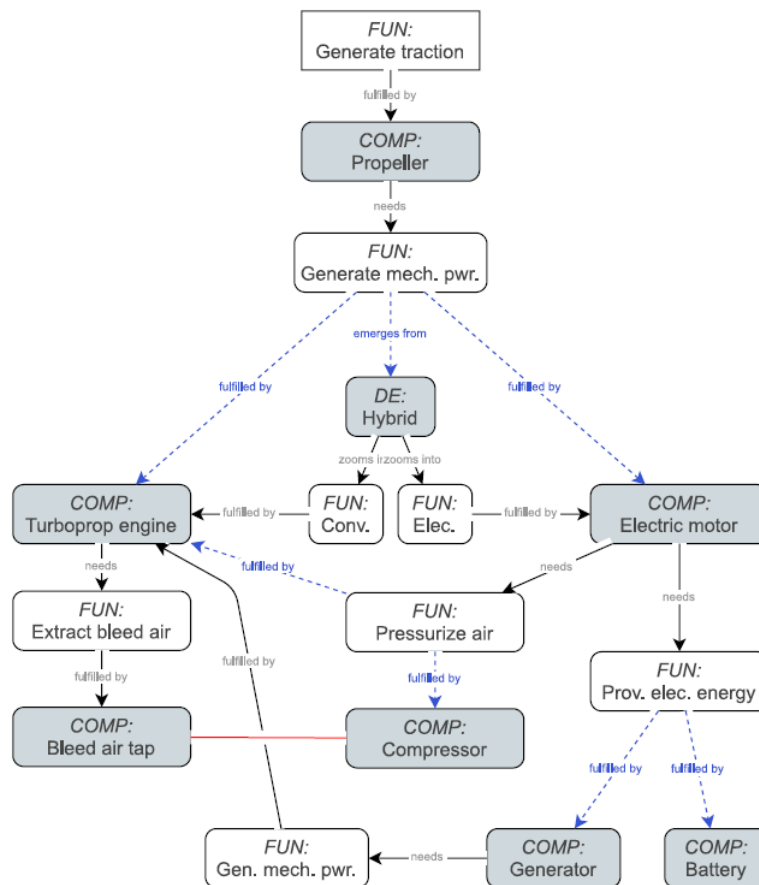 FUN:
Generate traction
fulfilled by
COMP:
Propeller
needs
FUN:
Generate mech. pwr.
emerges from
fulfilled by
fulfilled by
DE:
Hybrid
zooms in
zooms into
COMP:
Turboprop engine
fulfilled by
FUN:
Conv.
FUN:
Elec.
fulfilled by
COMP:
Electric motor
needs
fulfilled by
needs
needs
FUN:
Extract bleed air
FUN:
Pressurize air
fulfilled by
fulfilled by
fulfilled by
FUN:
Prov. elec. energy
COMP:
Bleed air tap
COMP:
Compressor
fulfilled by
fulfilled by
FUN:
Gen. mech. pwr.
needs
COMP:
Generator
COMP:
Battery